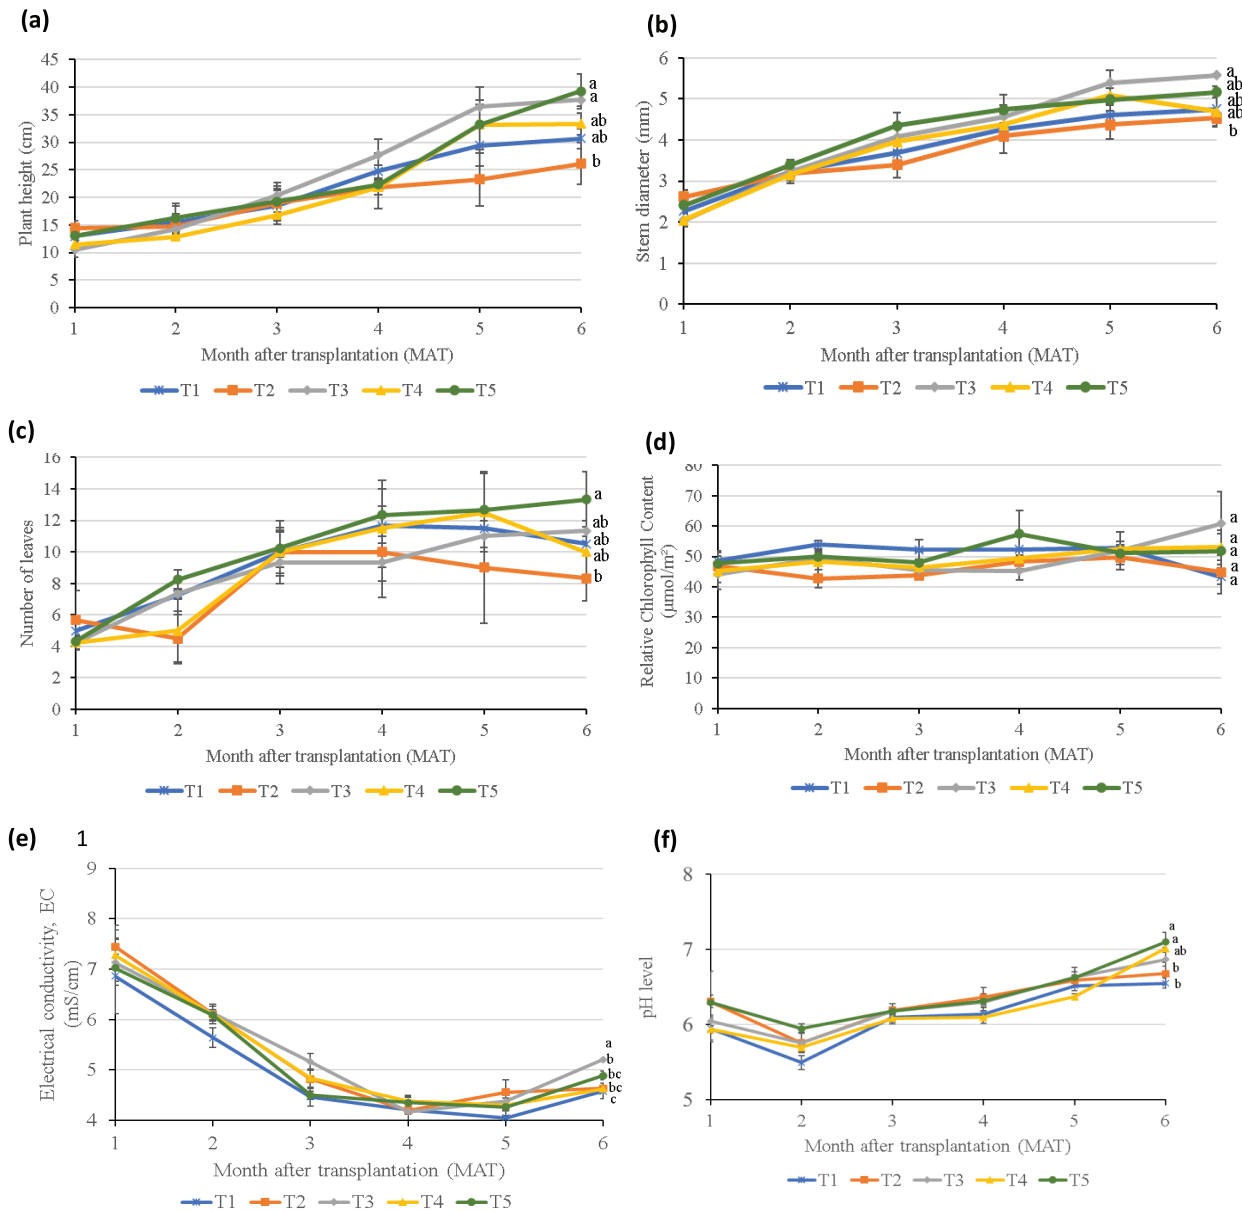 (a)
45
40
35
30
25
20
15
10
5
0
Plant height (cm)
a
a
ab
ab
b
1 2 3 4 5 6
Month after transplantation (MAT)
T1 T2 T3 T4 T5
(b)
6
5
4
3
2
1
0
Stem diameter (mm)
a
ab
ab
ab
b
1 2 3 4 5 6
Month after transplantation (MAT)
T1 T2 T3 T4 T5
(c)
16
14
12
10
8
6
4
2
0
Number of leaves
a
ab
ab
ab
b
1 2 3 4 5 6
Month after transplantation (MAT)
T1 T2 T3 T4 T5
(d)
80
70
60
50
40
30
20
10
0
Relative Chlorophyll Content
(μmol/m²)
a
a
a
a
a
1 2 3 4 5 6
Month after transplantation (MAT)
T1 T2 T3 T4 T5
(e) 1
9
8
7
6
5
4
Electrical conductivity, EC
(mS/cm)
a
b
bc
bc
c
1 2 3 4 5 6
Month after transplantation (MAT)
T1 T2 T3 T4 T5
(f)
8
7
6
5
pH level
a
a
ab
b
b
1 2 3 4 5 6
Month after transplantation (MAT)
T1 T2 T3 T4 T5